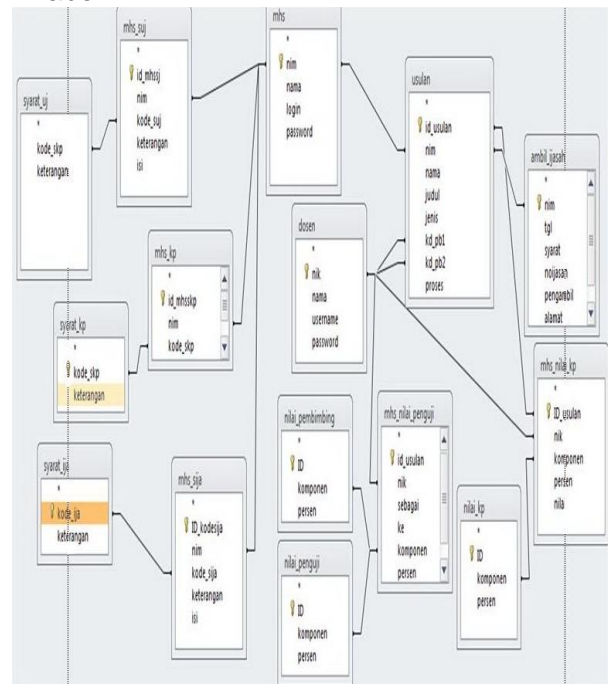 mhs_suj
*
id_mhssj
nim
kode_suj
keterangan
isi
mhs
*
nim
nama
login
password
syarat_uj
*
kode_skp
keterangan
usulan
*
id_usulan
nim
nama
judul
jenis
kd_pb1
kd_pb2
proses
ambil_ijasah
*
nim
tgl
syarat
noijasan
pengambil
alamat
dosen
*
nik
nama
username
password
mhs_kp
*
id_mhsskp
nim
kode_skp
syarat_kp
*
kode_skp
keterangan
mhs_nilai_kp
*
ID_usulan
nik
komponen
persen
nila
nilai_pembimbing
*
ID
komponen
persen
mhs_nilai_penguji
*
id_usulan
nik
sebagai
ke
komponen
persen
syarat_ija
*
kode_ija
keterangan
mhs_sija
*
ID_kodesija
nim
kode_sija
keterangan
isi
nilai_kp
*
ID
komponen
persen
nilai_penguji
*
ID
komponen
persen